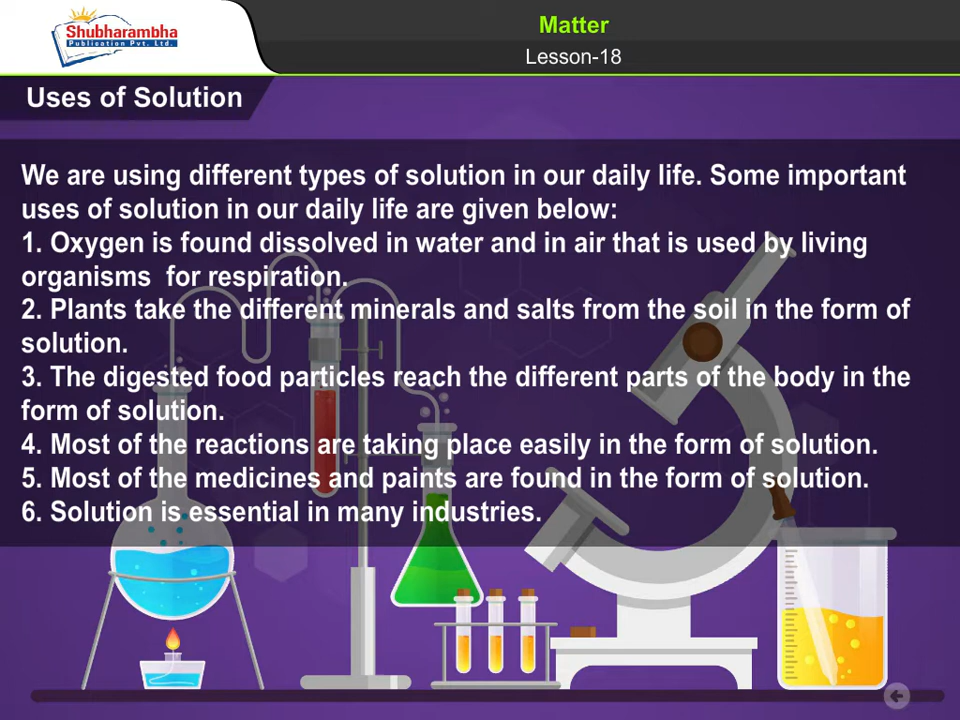 Shubharambha
Publication Pvt. Ltd.
Matter
Lesson-18
Uses of Solution
We are using different types of solution in our daily life. Some important
uses of solution in our daily life are given below:
1. Oxygen is found dissolved in water and in air that is used by living
organisms  for respiration.
2. Plants take the different minerals and salts from the soil in the form of
solution.
3. The digested food particles reach the different parts of the body in the
form of solution.
4. Most of the reactions are taking place easily in the form of solution.
5. Most of the medicines and paints are found in the form of solution.
6. Solution is essential in many industries.